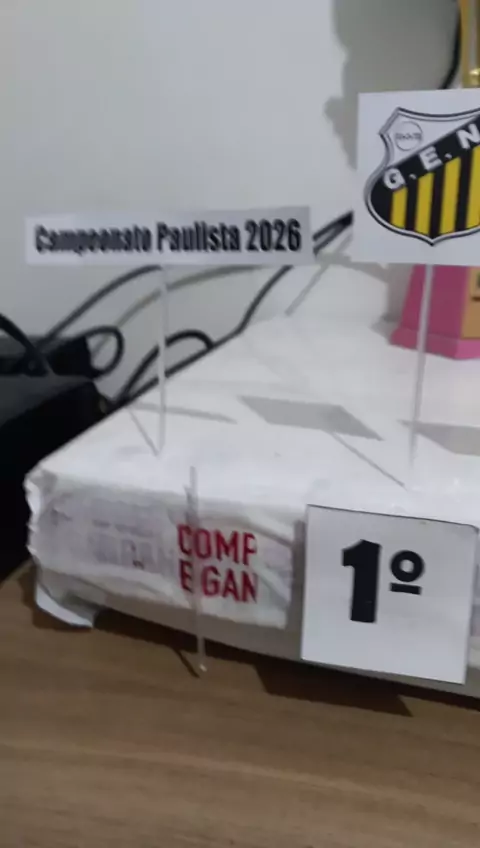 Campeonato Paulista 2026
G.E.N
COMP
E GAN
1º